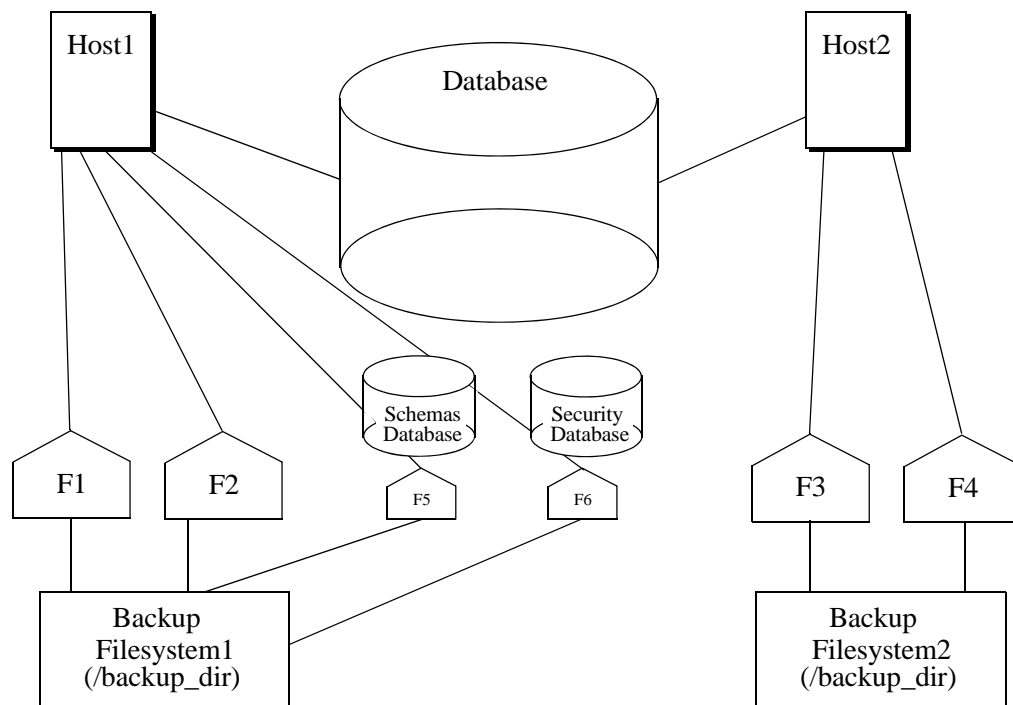 Host1
Host2
Database
Schemas
Database
Security
Database
F1
F2
F5
F6
F3
F4
Backup
Filesystem1
(/backup_dir)
Backup
Filesystem2
(/backup_dir)